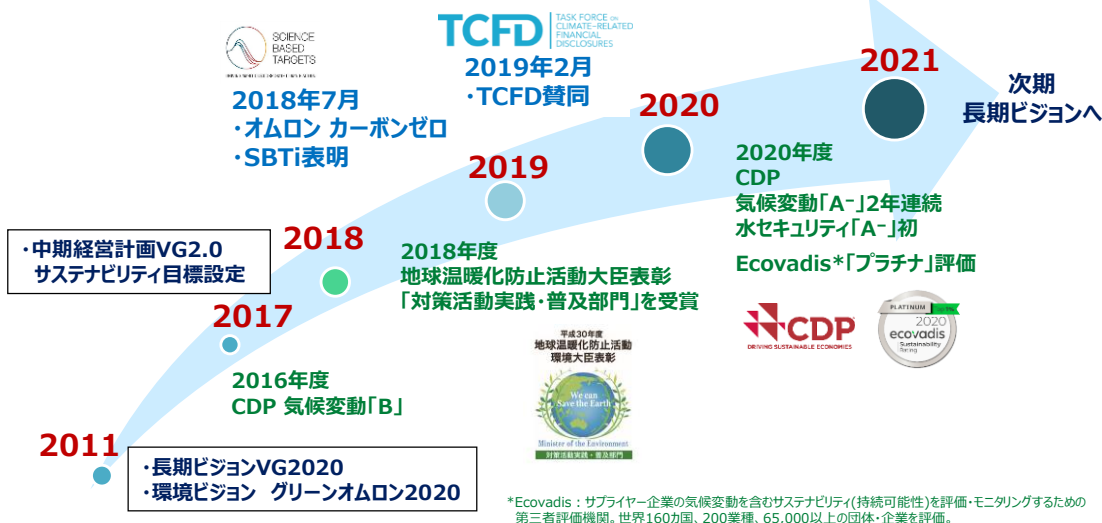 SCIENCE
BASED
TARGETS
TCFD
TASK FORCE ON
CLIMATE-RELATED
FINANCIAL
DISCLOSURES
2018年7月
・オムロン カーボンゼロ
・SBTi表明
2019年2月
・TCFD賛同
2021
次期
長期ビジョンへ
2020
2020年度
CDP
気候変動「A-」2年連続
水セキュリティ「A-」初
Ecovadis*「プラチナ」評価
CDP
DRIVING SUSTAINABLE ECONOMIES
PLATINUM
2020
ecovadis
Sustainability
Rating
2019
2018年度
地球温暖化防止活動大臣表彰
「対策活動実践・普及部門」を受賞
平成30年度
地球温暖化防止活動
環境大臣表彰
We can
Save the Earth
Minister of the Environment
対策活動実践・普及部門
2018
・中期経営計画VG2.0
サステナビリティ目標設定
2017
2016年度
CDP 気候変動「B」
2011
・長期ビジョンVG2020
・環境ビジョン グリーンオムロン2020
*Ecovadis：サプライヤー企業の気候変動を含むサステナビリティ(持続可能性)を評価・モニタリングするための
第三者評価機関。世界160カ国、200業種、65,000以上の団体・企業を評価。